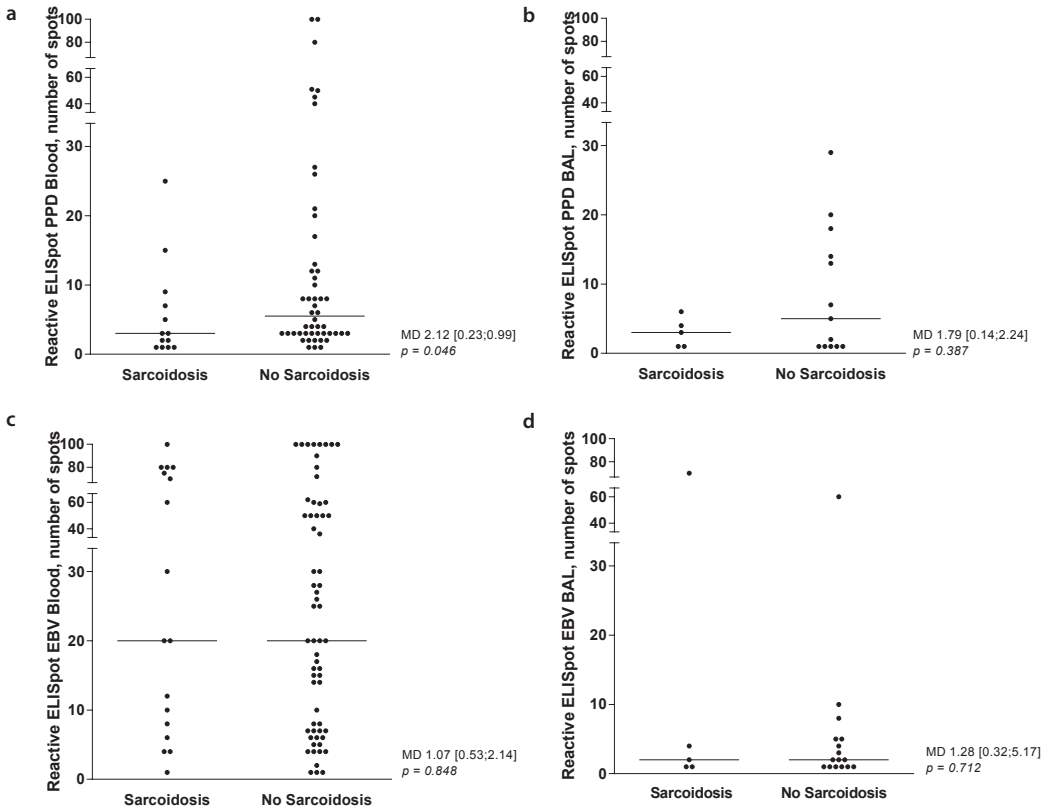 a
Reactive ELISpot PPD Blood, number of spots
100
80
60
40
30
20
10
0
Sarcoidosis
No Sarcoidosis
MD 2.12 [0.23;0.99]
p = 0.046
b
Reactive ELISpot PPD BAL, number of spots
100
80
60
40
30
20
10
0
Sarcoidosis
No Sarcoidosis
MD 1.79 [0.14;2.24]
p = 0.387
c
Reactive ELISpot EBV Blood, number of spots
100
80
60
40
30
20
10
0
Sarcoidosis
No Sarcoidosis
MD 1.07 [0.53;2.14]
p = 0.848
d
Reactive ELISpot EBV BAL, number of spots
100
80
60
40
30
20
10
0
Sarcoidosis
No Sarcoidosis
MD 1.28 [0.32;5.17]
p = 0.712